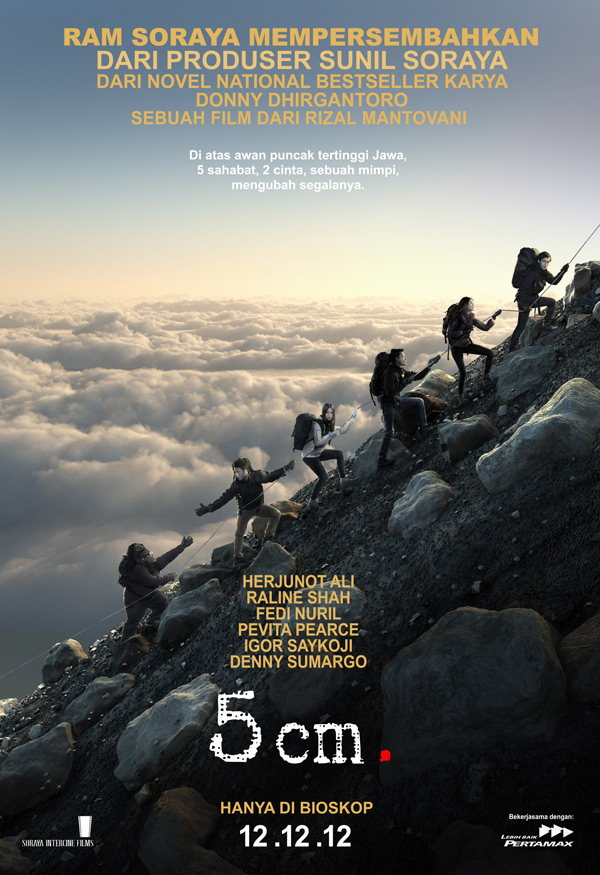 RAM SORAYA MEMPERSEMBAHKAN
DARI PRODUSER SUNIL SORAYA
DARI NOVEL NATIONAL BESTSELLER KARYA
DONNY DHIRGANTORO
SEBUAH FILM DARI RIZAL MANTOVANI
Di atas awan puncak tertinggi Jawa,
5 sahabat, 2 cinta, sebuah mimpi,
mengubah segalanya.
HERJUNOT ALI
RALINE SHAH
FEDI NURIL
PEVITA PEARCE
IGOR SAYKOJI
DENNY SUMARGO
5 cm.
HANYA DI BIOSKOP
12.12.12
SORAYA INTERCINE FILMS
Bekerjasama dengan:
LEBIH BAIK
PERTAMAX